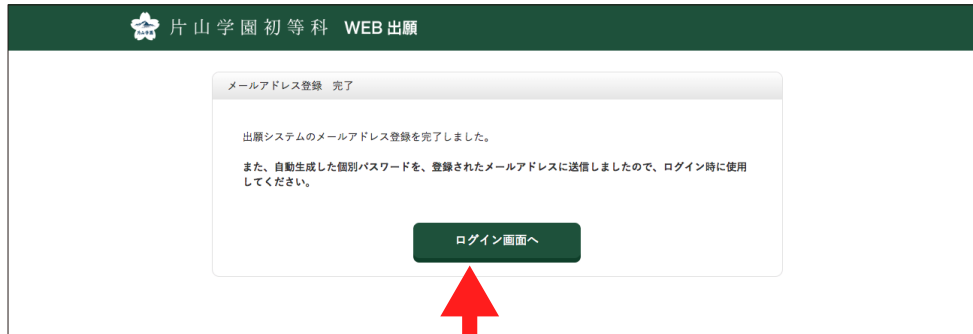 片山学園初等科 WEB 出願
メールアドレス登録 完了
出願システムのメールアドレス登録を完了しました。
また、自動生成した個別パスワードを、登録されたメールアドレスに送信しましたので、ログイン時に使用
してください。
ログイン画面へ